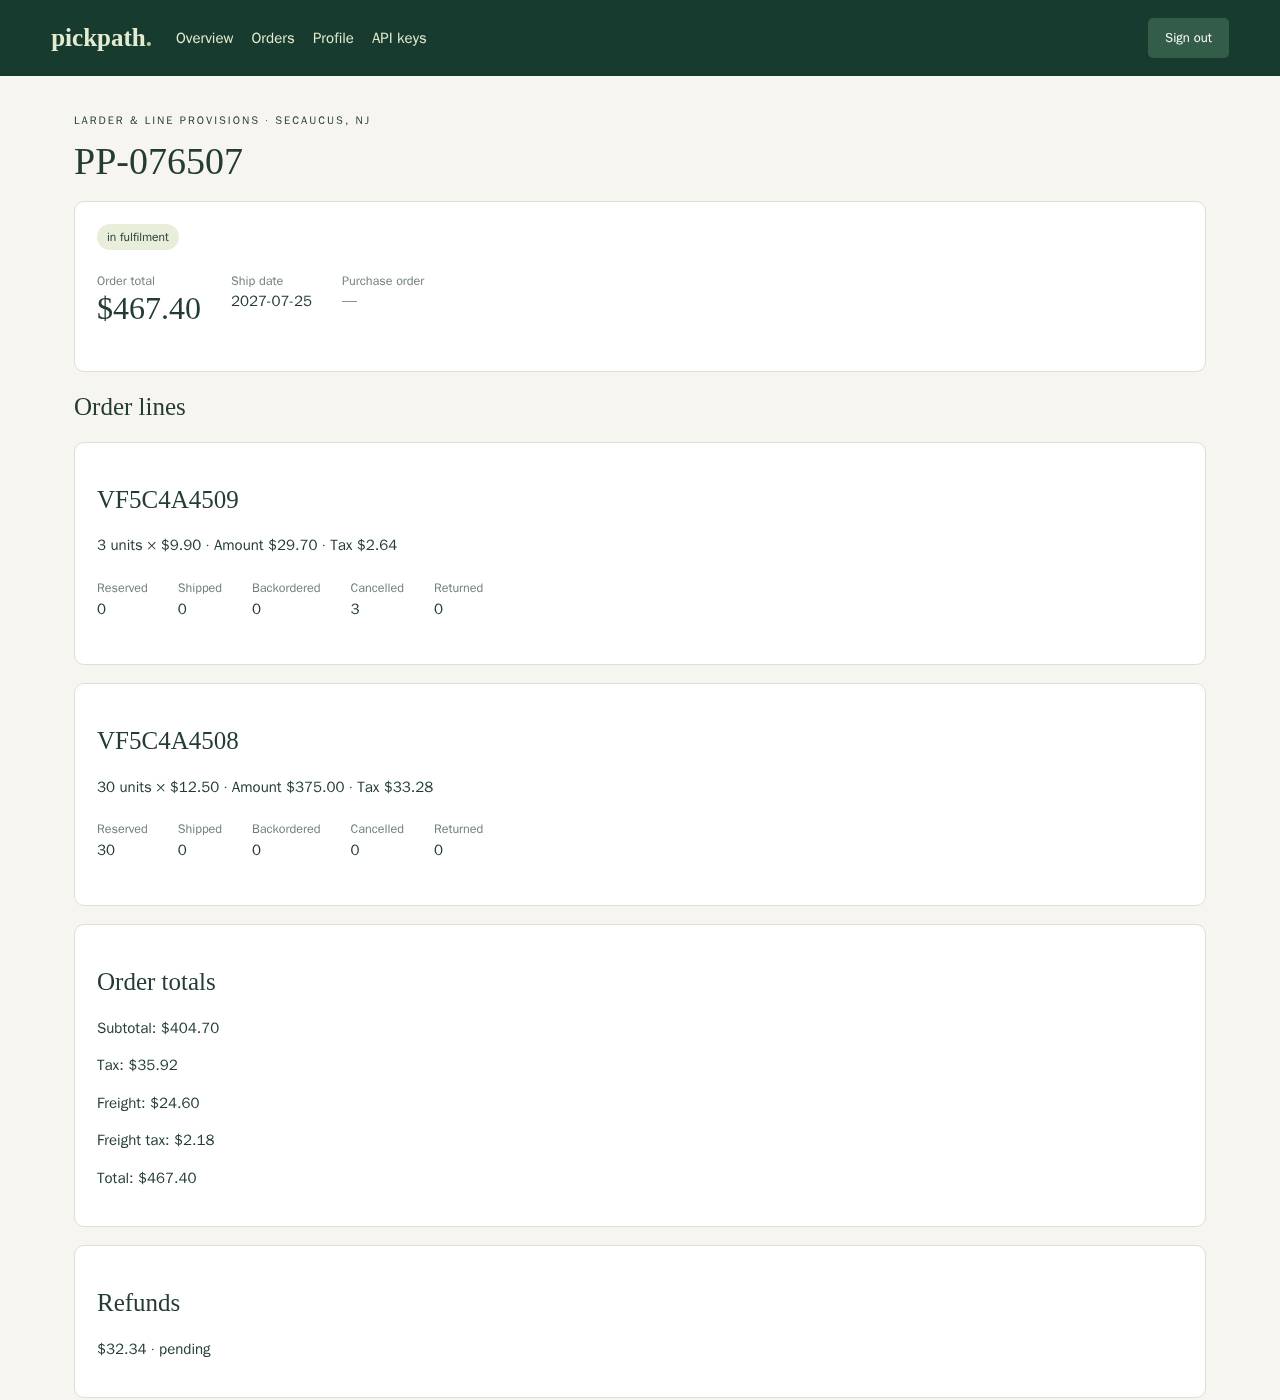 pickpath. Overview Orders Profile API keys Sign out
LARDER & LINE PROVISIONS · SECAUCUS, NJ
PP-076507
in fulfilment
Order total Ship date Purchase order
$467.40 2027-07-25 —
Order lines
VF5C4A4509
3 units × $9.90 · Amount $29.70 · Tax $2.64
Reserved Shipped Backordered Cancelled Returned
0 0 0 3 0
VF5C4A4508
30 units × $12.50 · Amount $375.00 · Tax $33.28
Reserved Shipped Backordered Cancelled Returned
30 0 0 0 0
Order totals
Subtotal: $404.70
Tax: $35.92
Freight: $24.60
Freight tax: $2.18
Total: $467.40
Refunds
$32.34 · pending